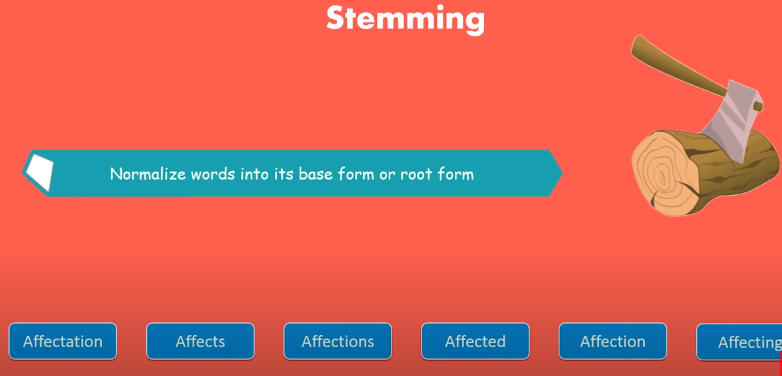 Stemming
Normalize words into its base form or root form
Affectation Affects Affections Affected Affection Affecting